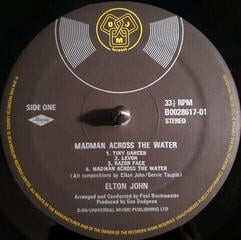 DJM
SIDE ONE
33⅓ RPM
B0028617-01
STEREO
MADMAN ACROSS THE WATER
1. TINY DANCER
2. LEVON
3. RAZOR FACE
4. MADMAN ACROSS THE WATER
(All compositions by Elton John/Bernie Taupin)
ELTON JOHN
Arranged and Conducted by Paul Buckmaster
Produced by Gus Dudgeon
DJM/UNIVERSAL MUSIC PUBLISHING LTD